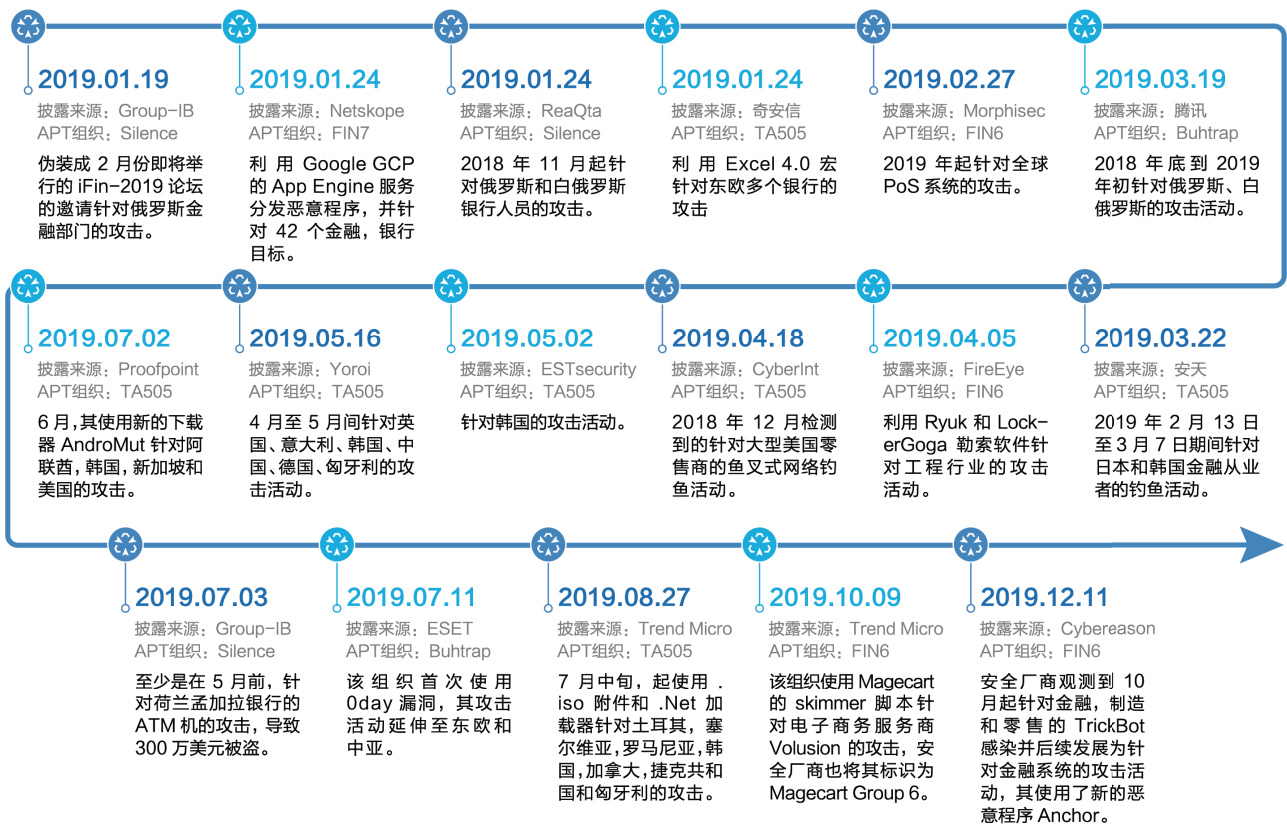 2019.01.19
披露来源：Group-IB
APT组织：Silence
伪装成 2 月份即将举
行的 iFin-2019 论坛
的邀请针对俄罗斯金
融部门的攻击。
2019.01.24
披露来源：Netskope
APT组织：FIN7
利用 Google GCP
的 App Engine 服务
分发恶意程序，并针
对 42 个金融，银行
目标。
2019.01.24
披露来源：ReaQta
APT组织：Silence
2018 年 11 月起针
对俄罗斯和白俄罗斯
银行人员的攻击。
2019.01.24
披露来源：奇安信
APT组织：TA505
利用 Excel 4.0 宏
针对东欧多个银行的
攻击
2019.02.27
披露来源：Morphisec
APT组织：FIN6
2019 年起针对全球
PoS 系统的攻击。
2019.03.19
披露来源：腾讯
APT组织：Buhtrap
2018 年底到 2019
年初针对俄罗斯、白
俄罗斯的攻击活动。
2019.07.02
披露来源：Proofpoint
APT组织：TA505
6 月，其使用新的下载
器 AndroMut 针对阿
联酋，韩国，新加坡和
美国的攻击。
2019.05.16
披露来源：Yoroi
APT组织：TA505
4 月至 5 月间针对英
国、意大利、韩国、中
国、德国、匈牙利的攻
击活动。
2019.05.02
披露来源：ESTsecurity
APT组织：TA505
针对韩国的攻击活动。
2019.04.18
披露来源：CyberInt
APT组织：TA505
2018 年 12 月检测
到的针对大型美国零
售商的鱼叉式网络钓
鱼活动。
2019.04.05
披露来源：FireEye
APT组织：FIN6
利用 Ryuk 和 Lock-
erGoga 勒索软件针
对工程行业的攻击
活动。
2019.03.22
披露来源：安天
APT组织：TA505
2019 年 2 月 13 日
至 3 月 7 日期间针对
日本和韩国金融从业
者的钓鱼活动。
2019.07.03
披露来源：Group-IB
APT组织：Silence
至少是在 5 月前，针
对荷兰孟加拉银行的
ATM 机的攻击，导致
300 万美元被盗。
2019.07.11
披露来源：ESET
APT组织：Buhtrap
该组织首次使用
0day 漏洞，其攻击
活动延伸至东欧和
中亚。
2019.08.27
披露来源：Trend Micro
APT组织：TA505
7 月中旬，起使用 .
iso 附件和 .Net 加
载器针对土耳其，塞
尔维亚，罗马尼亚，韩
国，加拿大，捷克共和
国和匈牙利的攻击。
2019.10.09
披露来源：Trend Micro
APT组织：FIN6
该组织使用 Magecart
的 skimmer 脚本针
对电子商务服务商
Volusion 的攻击，安
全厂商也将其标识为
Magecart Group 6。
2019.12.11
披露来源：Cybereason
APT组织：FIN6
安全厂商观测到 10
月起针对金融，制造
和零售的 TrickBot
感染并后续发展为针
对金融系统的攻击活
动，其使用了新的恶
意程序 Anchor。